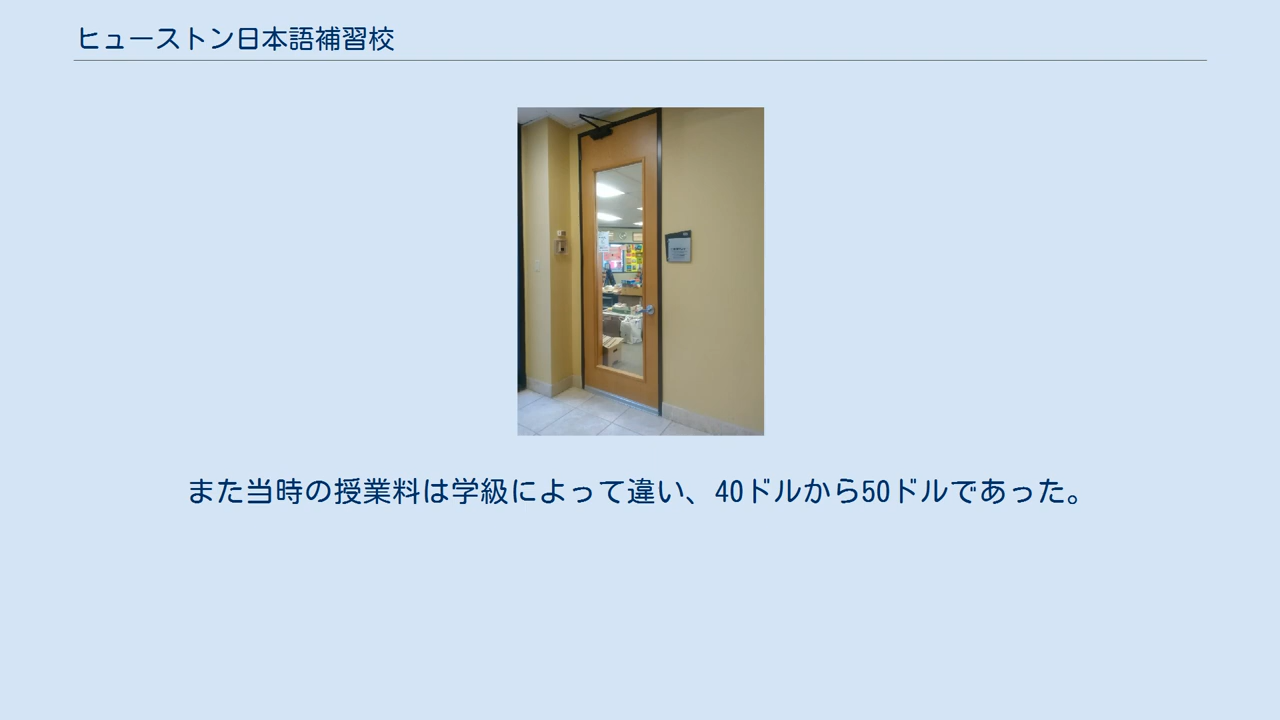 ヒューストン日本語補習校
また当時の授業料は学級によって違い、40ドルから50ドルであった。